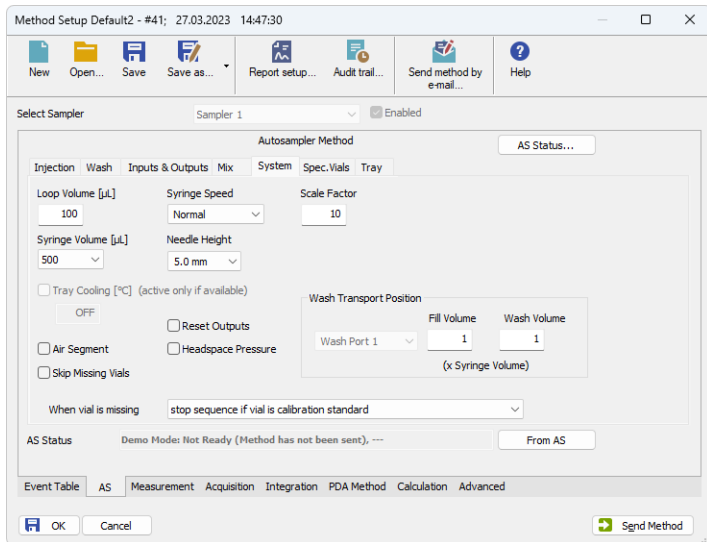 Method Setup Default2 - #41; 27.03.2023 14:47:30
New Open... Save Save as... Report setup... Audit trail... Send method by e-mail... Help
Select Sampler Sampler 1 Enabled
Autosampler Method AS Status...
Injection Wash Inputs & Outputs Mix System Spec.Vials Tray
Loop Volume [µL] Syringe Speed Scale Factor
100 Normal 10
Syringe Volume [µL] Needle Height
500 5.0 mm
Tray Cooling [°C] (active only if available)
OFF
Wash Transport Position
Fill Volume Wash Volume
Reset Outputs
Wash Port 1 1 1
Air Segment Headspace Pressure
(x Syringe Volume)
Skip Missing Vials
When vial is missing stop sequence if vial is calibration standard
AS Status Demo Mode: Not Ready (Method has not been sent), --- From AS
Event Table AS Measurement Acquisition Integration PDA Method Calculation Advanced
OK Cancel Send Method